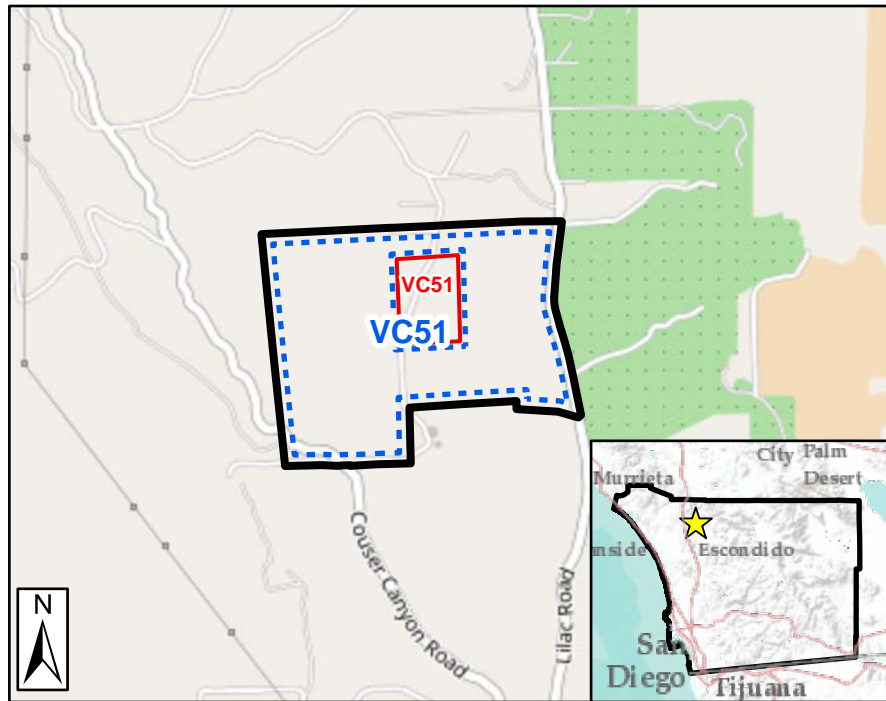 VC51
VC51
Couser Canyon Road
Lilac Road
N
City Palm
Murrieta Desert
nside Escondido
San
Diego
Tijuana